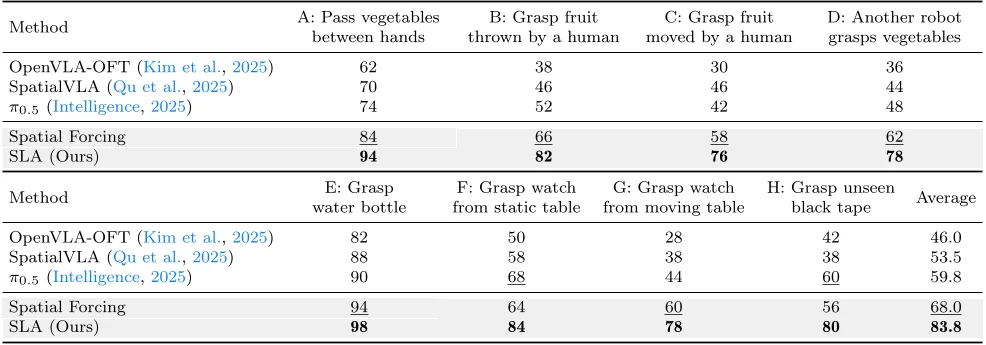 Method A: Pass vegetables between hands B: Grasp fruit thrown by a human C: Grasp fruit moved by a human D: Another robot grasps vegetables
OpenVLA-OFT (Kim et al., 2025) 62 38 30 36
SpatialVLA (Qu et al., 2025) 70 46 46 44
π0.5 (Intelligence, 2025) 74 52 42 48
Spatial Forcing 84 66 58 62
SLA (Ours) 94 82 76 78
Method E: Grasp water bottle F: Grasp watch from static table G: Grasp watch from moving table H: Grasp unseen black tape Average
OpenVLA-OFT (Kim et al., 2025) 82 50 28 42 46.0
SpatialVLA (Qu et al., 2025) 88 58 38 38 53.5
π0.5 (Intelligence, 2025) 90 68 44 60 59.8
Spatial Forcing 94 64 60 56 68.0
SLA (Ours) 98 84 78 80 83.8